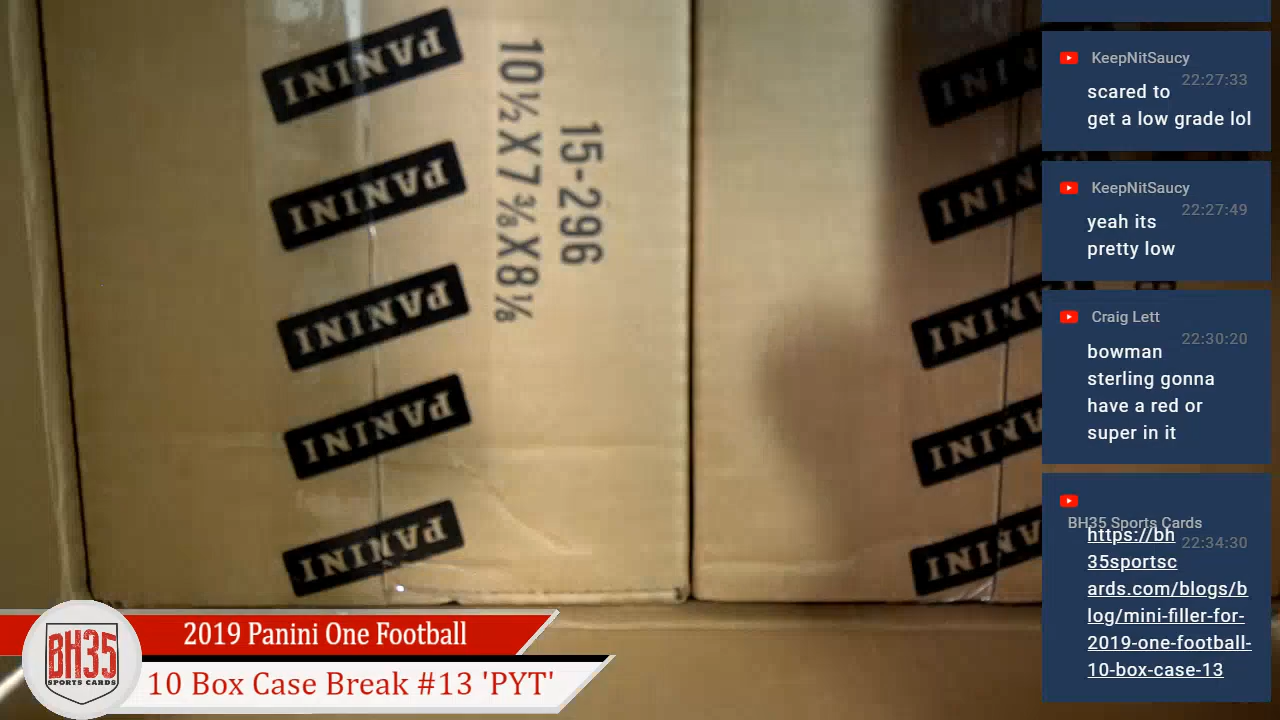 PANINI
PANINI
PANINI
PANINI
PANINI
10½ X 7⅜ X 8⅛
15-296
PANINI
PANINI
PANINI
KeepNitSaucy
22:27:33
scared to
get a low grade lol
KeepNitSaucy
22:27:49
yeah its
pretty low
Craig Lett
22:30:20
bowman
sterling gonna
have a red or
super in it
BH35 Sports Cards
22:34:30
https://bh
35sportsc
ards.com/blogs/b
log/mini-filler-for-
2019-one-football-
10-box-case-13
BH35
SPORTS CARDS
2019 Panini One Football
10 Box Case Break #13 'PYT'